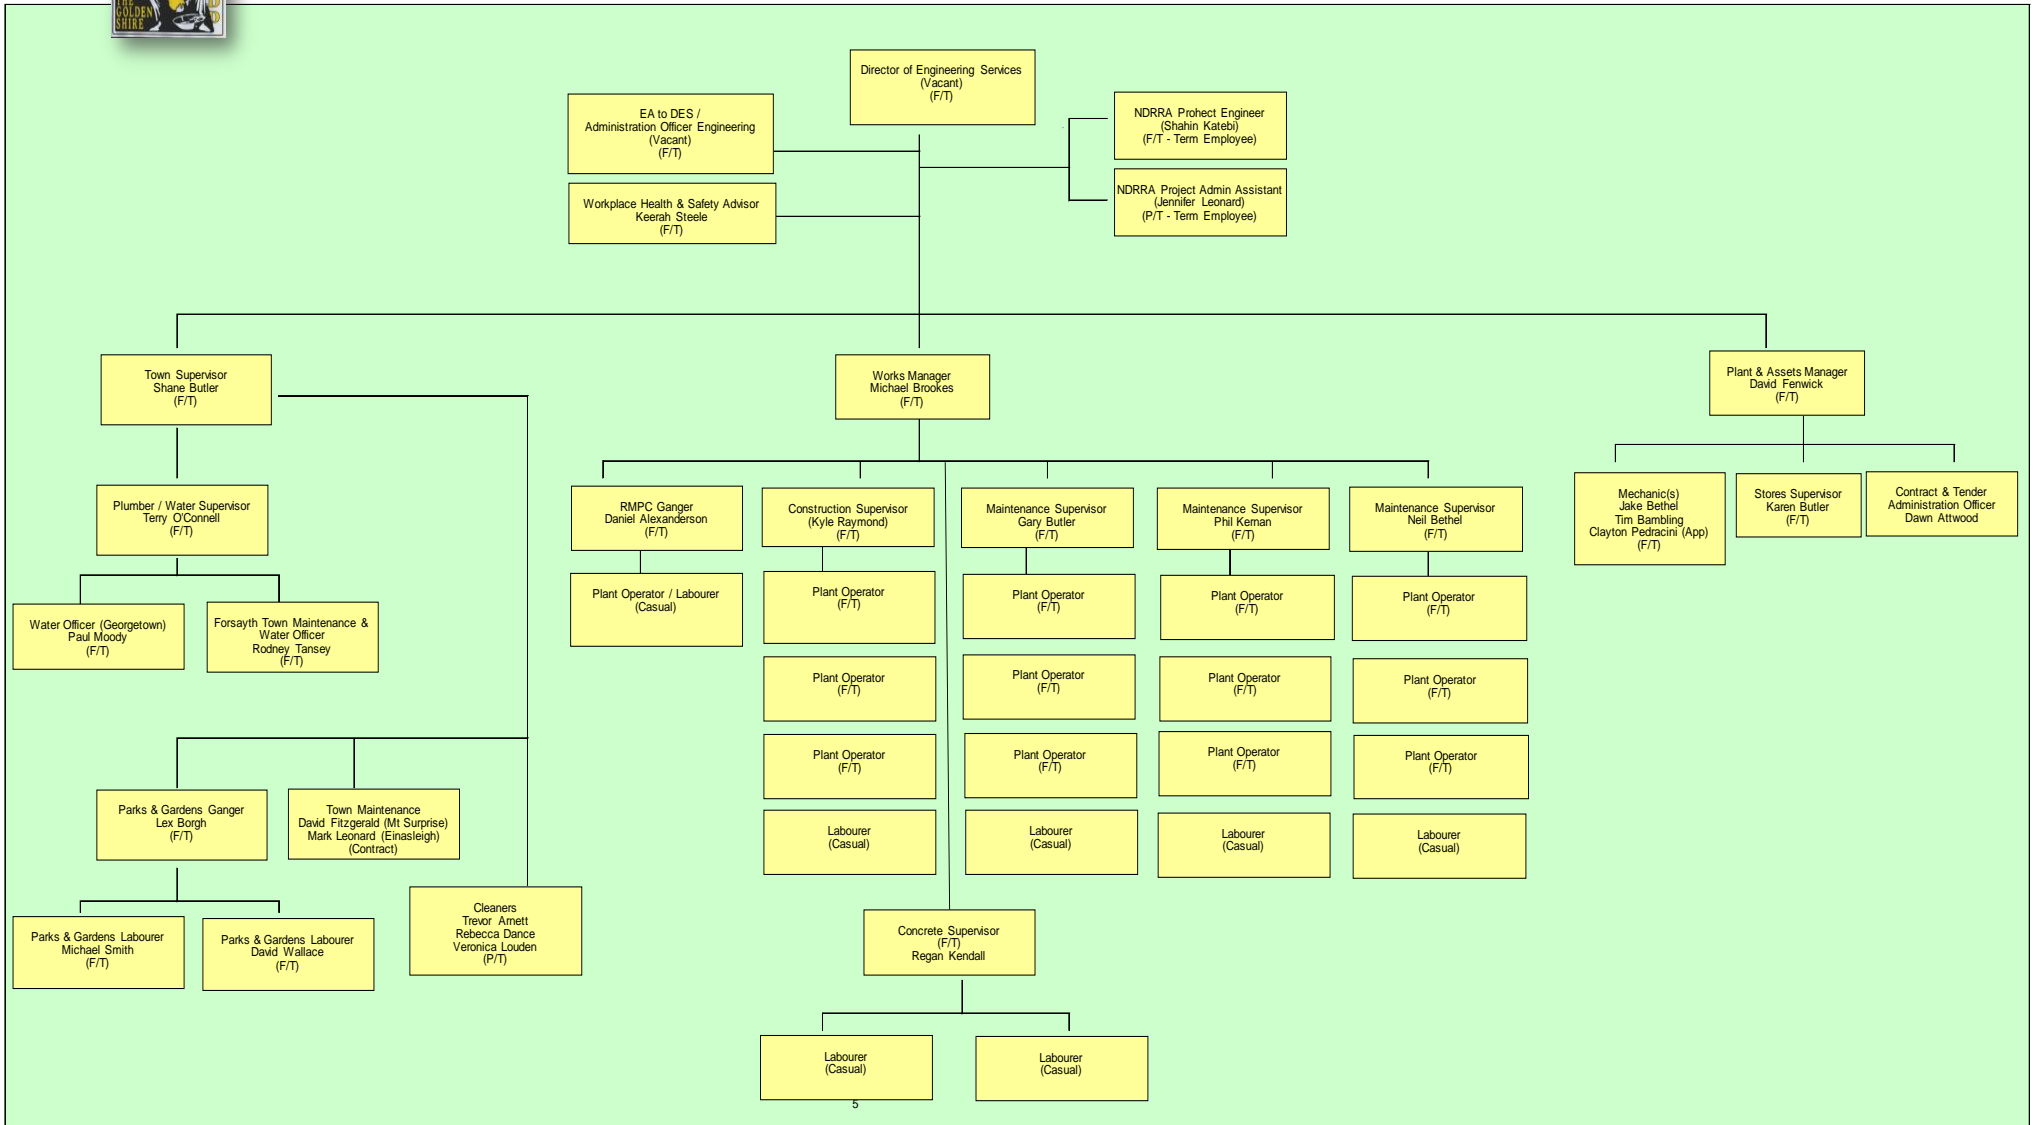 THE
GOLDEN
SHIRE
Director of Engineering Services
(Vacant)
(F/T)
EA to DES /
Administration Officer Engineering
(Vacant)
(F/T)
NDRRA Prohect Engineer
(Shahin Katebi)
(F/T - Term Employee)
Workplace Health & Safety Advisor
Keerah Steele
(F/T)
NDRRA Project Admin Assistant
(Jennifer Leonard)
(P/T - Term Employee)
Town Supervisor
Shane Butler
(F/T)
Works Manager
Michael Brookes
(F/T)
Plant & Assets Manager
David Fenwick
(F/T)
Plumber / Water Supervisor
Terry O'Connell
(F/T)
RMPC Ganger
Daniel Alexanderson
(F/T)
Construction Supervisor
(Kyle Raymond)
(F/T)
Maintenance Supervisor
Gary Butler
(F/T)
Maintenance Supervisor
Phil Kernan
(F/T)
Maintenance Supervisor
Neil Bethel
(F/T)
Mechanic(s)
Jake Bethel
Tim Bambling
Clayton Pedracini (App)
(F/T)
Stores Supervisor
Karen Butler
(F/T)
Contract & Tender
Administration Officer
Dawn Attwood
Water Officer (Georgetown)
Paul Moody
(F/T)
Forsayth Town Maintenance &
Water Officer
Rodney Tansey
(F/T)
Plant Operator / Labourer
(Casual)
Plant Operator
(F/T)
Plant Operator
(F/T)
Plant Operator
(F/T)
Plant Operator
(F/T)
Plant Operator
(F/T)
Plant Operator
(F/T)
Plant Operator
(F/T)
Plant Operator
(F/T)
Plant Operator
(F/T)
Plant Operator
(F/T)
Plant Operator
(F/T)
Plant Operator
(F/T)
Labourer
(Casual)
Labourer
(Casual)
Labourer
(Casual)
Labourer
(Casual)
Parks & Gardens Ganger
Lex Borgh
(F/T)
Town Maintenance
David Fitzgerald (Mt Surprise)
Mark Leonard (Einasleigh)
(Contract)
Cleaners
Trevor Arnett
Rebecca Dance
Veronica Louden
(P/T)
Parks & Gardens Labourer
Michael Smith
(F/T)
Parks & Gardens Labourer
David Wallace
(F/T)
Concrete Supervisor
(F/T)
Regan Kendall
Labourer
(Casual)
Labourer
(Casual)
5